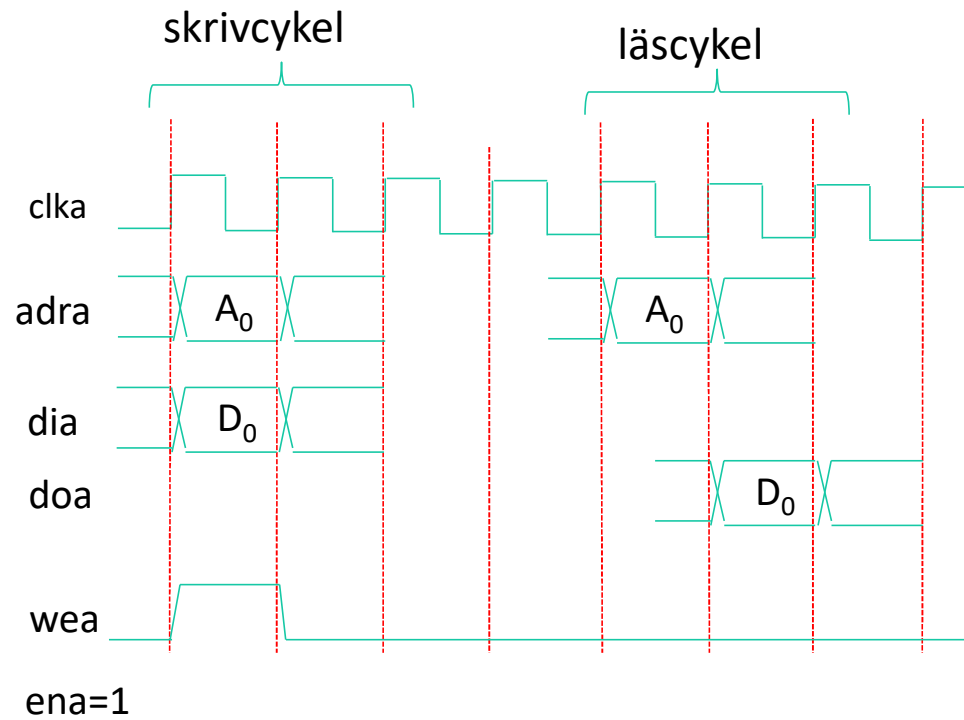 skrivcykel
läscykel
clka
adra A₀ A₀
dia D₀
doa D₀
wea
ena=1